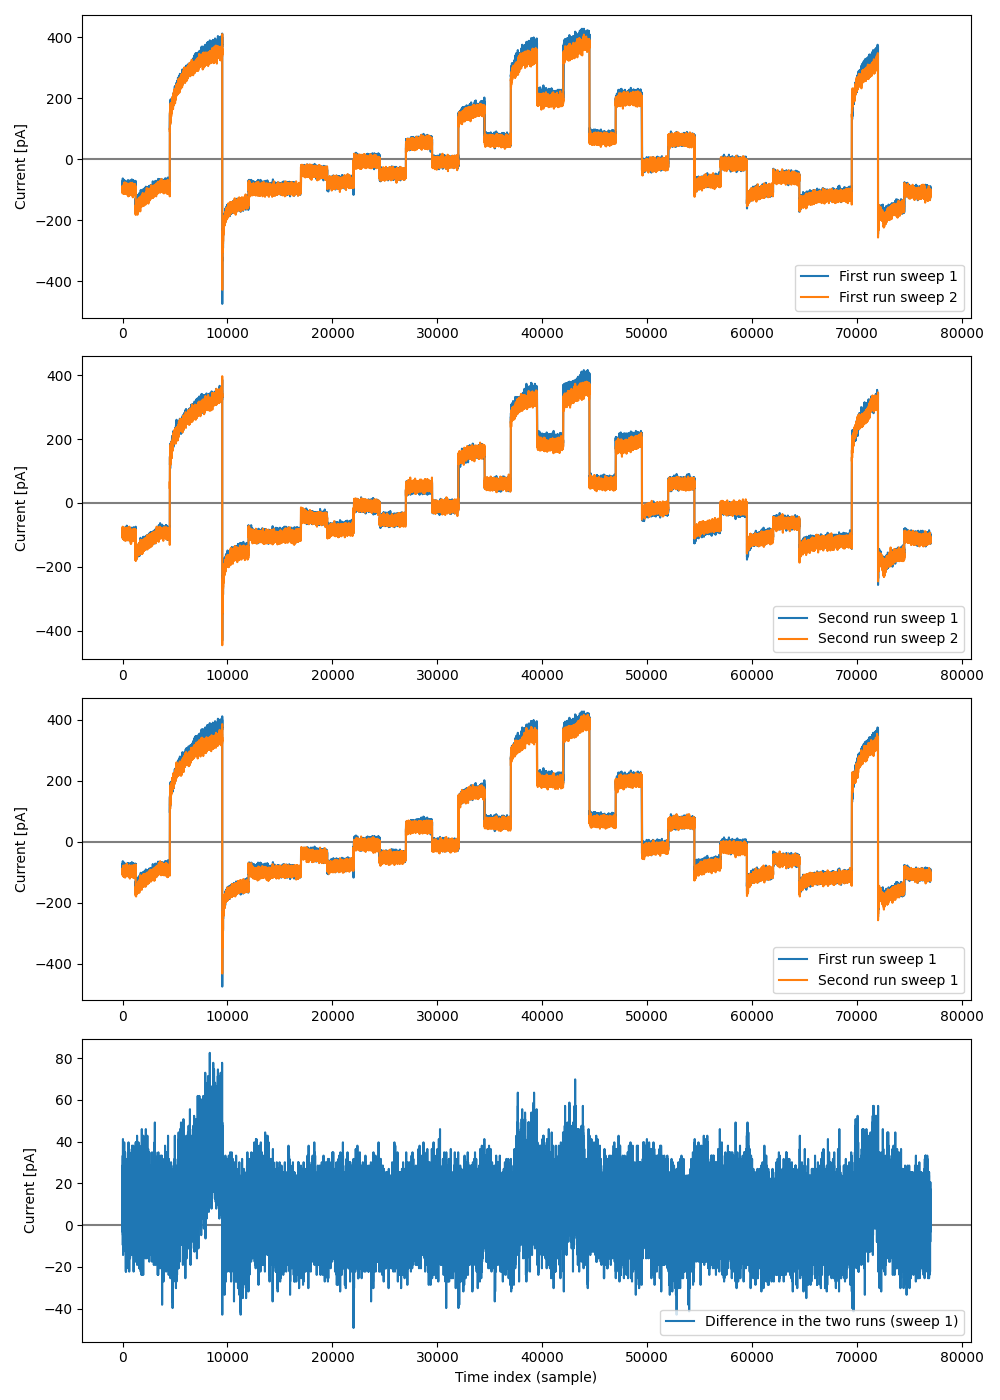 400
200
0
−200
−400
Current [pA]
First run sweep 1
First run sweep 2
0 10000 20000 30000 40000 50000 60000 70000 80000
400
200
0
−200
−400
Current [pA]
Second run sweep 1
Second run sweep 2
0 10000 20000 30000 40000 50000 60000 70000 80000
400
200
0
−200
−400
Current [pA]
First run sweep 1
Second run sweep 1
0 10000 20000 30000 40000 50000 60000 70000 80000
80
60
40
20
0
−20
−40
Current [pA]
Difference in the two runs (sweep 1)
0 10000 20000 30000 40000 50000 60000 70000 80000
Time index (sample)